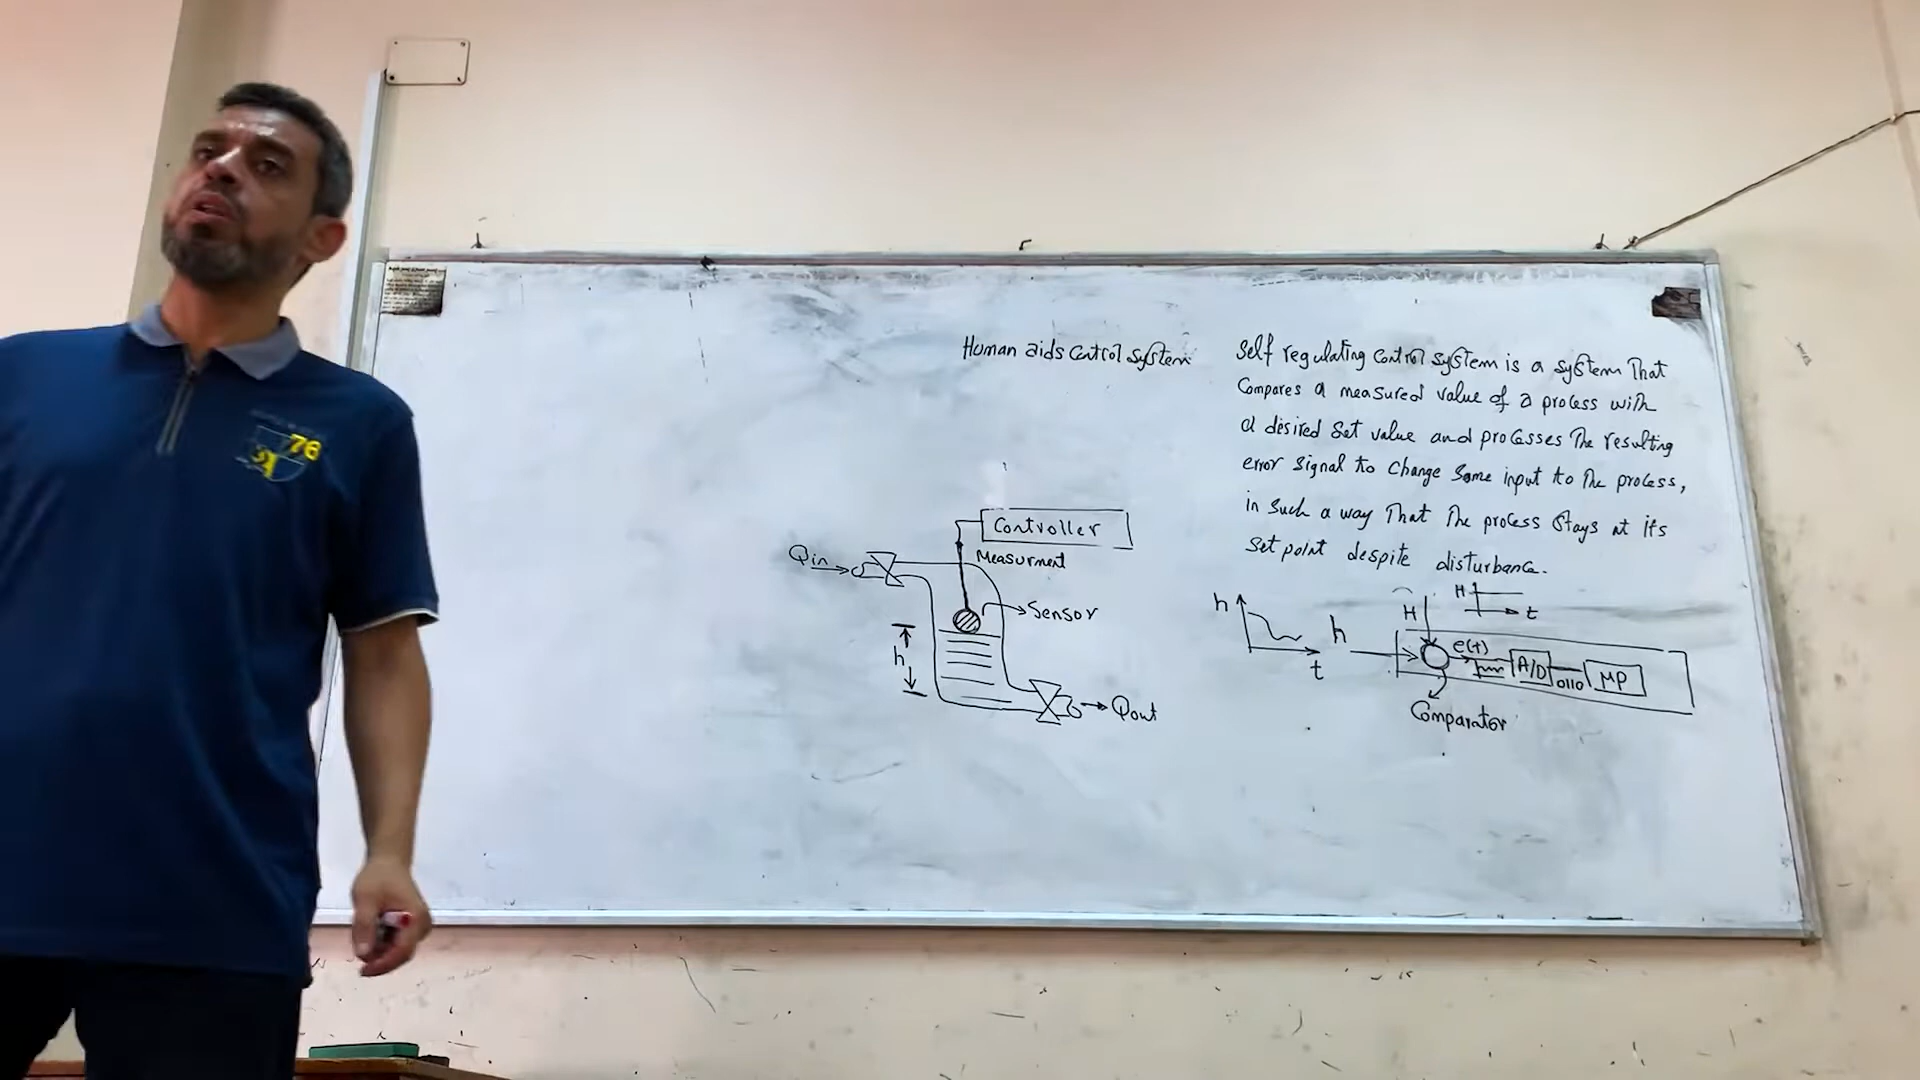 Human aids control system
Self regulating control system is a system That
Compares a measured value of a process with
a desired set value and processes The resulting
error signal to change some input to The process,
in such a way That The process stays at its
set point despite disturbance.
Controller
Measurment
Qin
Sensor
h
Qout
h
t
h
H
H
t
e(t)
A/D
0110
MP
Comparator
76